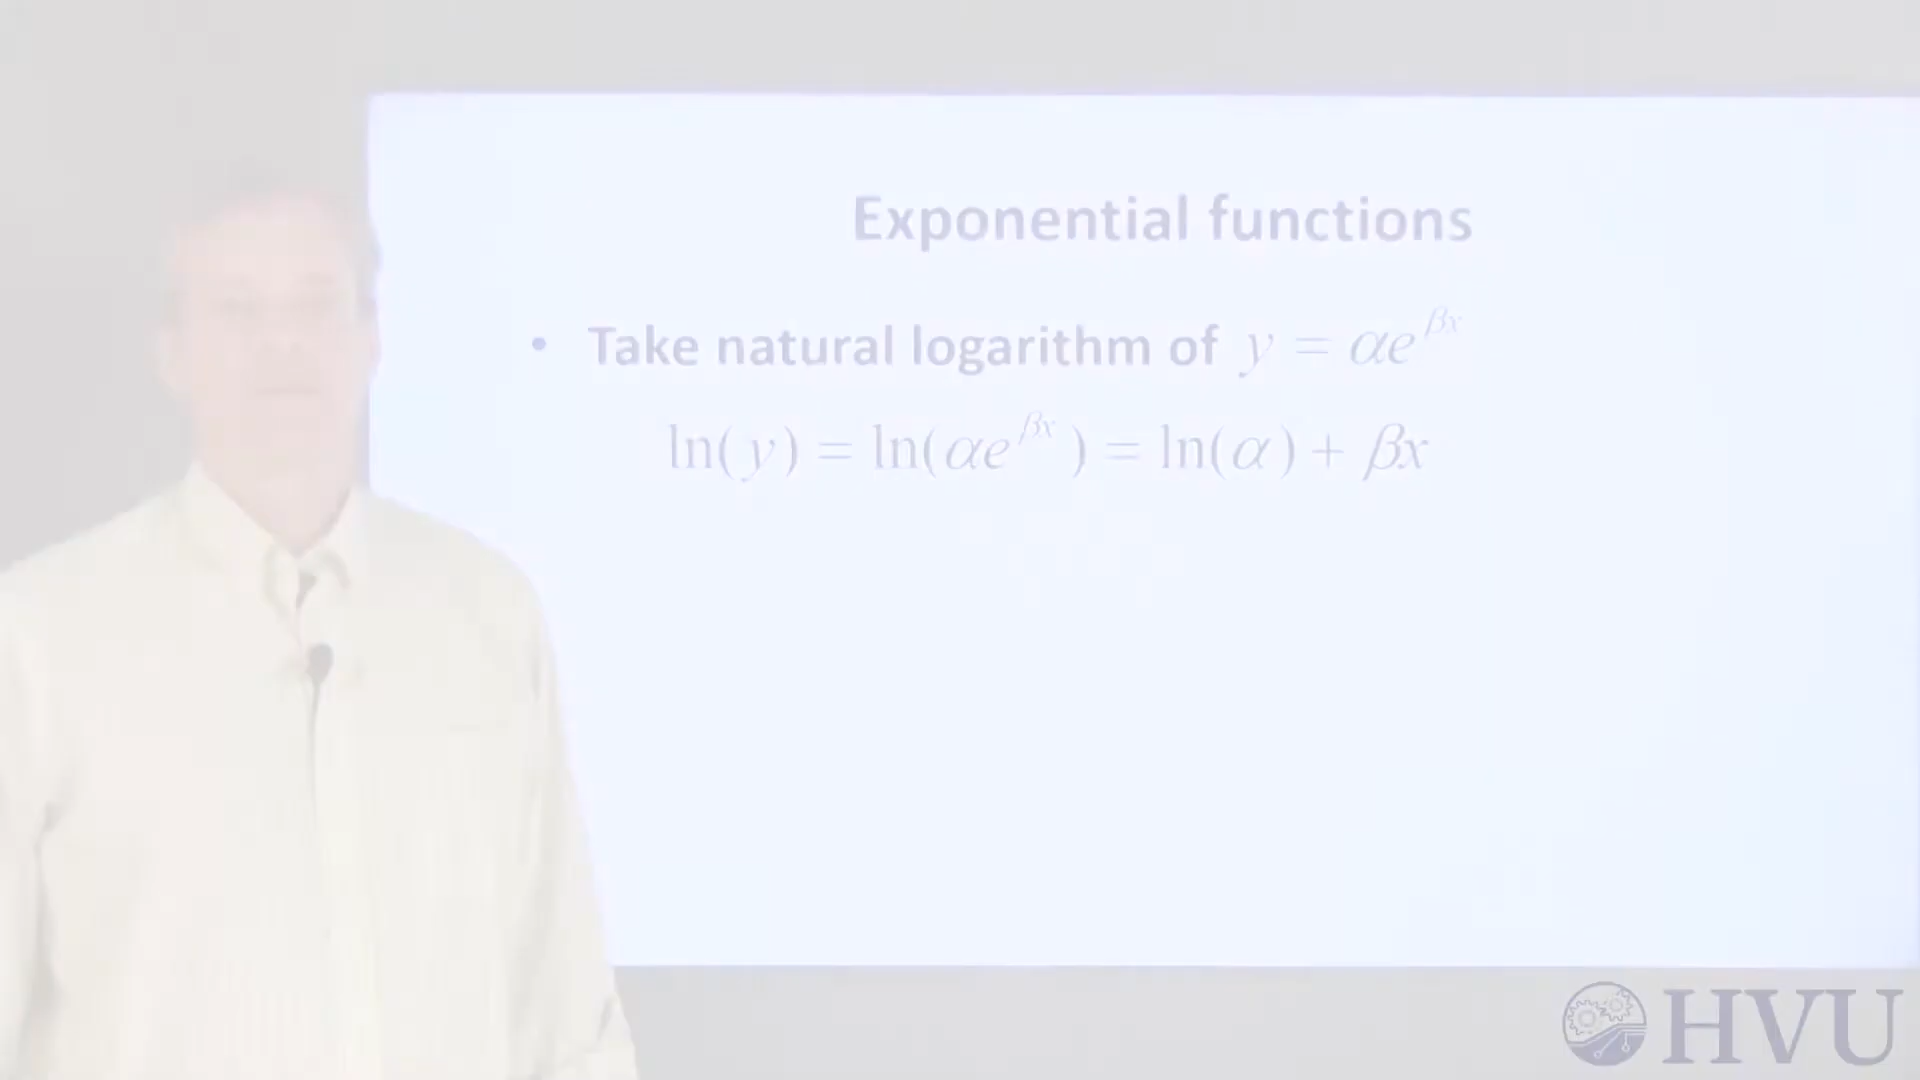 Exponential functions
• Take natural logarithm of y = αe^{βx}
ln(y) = ln(αe^{βx}) = ln(α) + βx
HVU